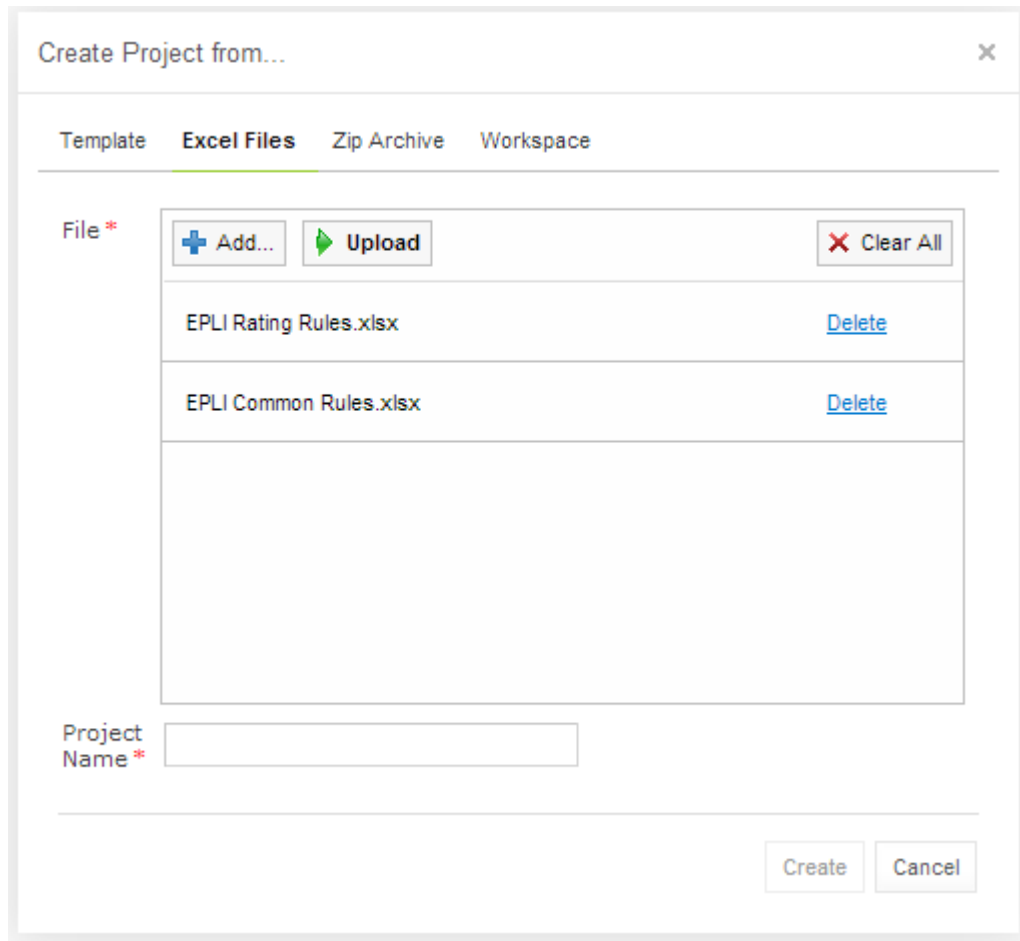 Create Project from...
Template Excel Files Zip Archive Workspace
File *
Add... Upload Clear All
EPLI Rating Rules.xlsx Delete
EPLI Common Rules.xlsx Delete
Project
Name *
Create Cancel